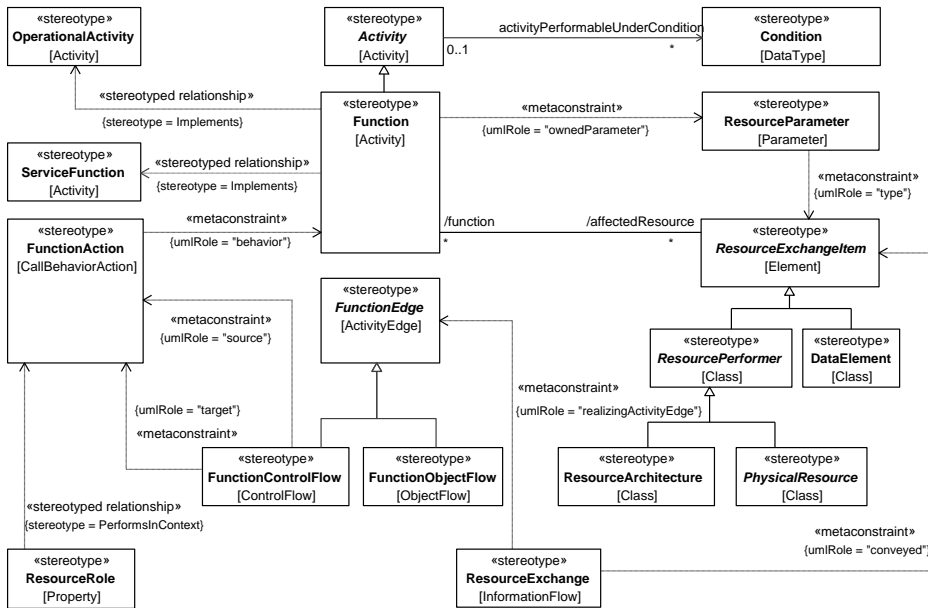 «stereotype»
OperationalActivity
[Activity]
«stereotype»
Activity
[Activity]
activityPerformableUnderCondition
0..1
*
«stereotype»
Condition
[DataType]
«stereotyped relationship»
{stereotype = Implements}
«stereotype»
Function
[Activity]
«metaconstraint»
{umlRole = "ownedParameter"}
«stereotype»
ResourceParameter
[Parameter]
«stereotype»
ServiceFunction
[Activity]
«stereotyped relationship»
{stereotype = Implements}
«metaconstraint»
{umlRole = "type"}
«stereotype»
FunctionAction
[CallBehaviorAction]
«metaconstraint»
{umlRole = "behavior"}
/function
*
/affectedResource
*
«stereotype»
ResourceExchangeItem
[Element]
«metaconstraint»
{umlRole = "source"}
«stereotype»
FunctionEdge
[ActivityEdge]
«stereotype»
ResourcePerformer
[Class]
«stereotype»
DataElement
[Class]
«metaconstraint»
{umlRole = "realizingActivityEdge"}
{umlRole = "target"}
«metaconstraint»
«stereotype»
FunctionControlFlow
[ControlFlow]
«stereotype»
FunctionObjectFlow
[ObjectFlow]
«stereotype»
ResourceArchitecture
[Class]
«stereotype»
PhysicalResource
[Class]
«stereotyped relationship»
{stereotype = PerformsInContext}
«metaconstraint»
{umlRole = "conveyed"}
«stereotype»
ResourceRole
[Property]
«stereotype»
ResourceExchange
[InformationFlow]